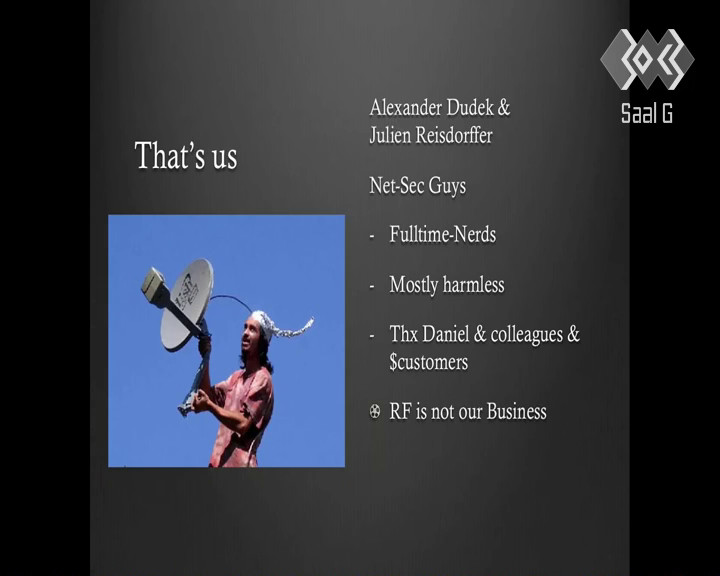 Saal G
That's us
Alexander Dudek &
Julien Reisdorffer
Net-Sec Guys
- Fulltime-Nerds
- Mostly harmless
- Thx Daniel & colleagues &
$customers
RF is not our Business